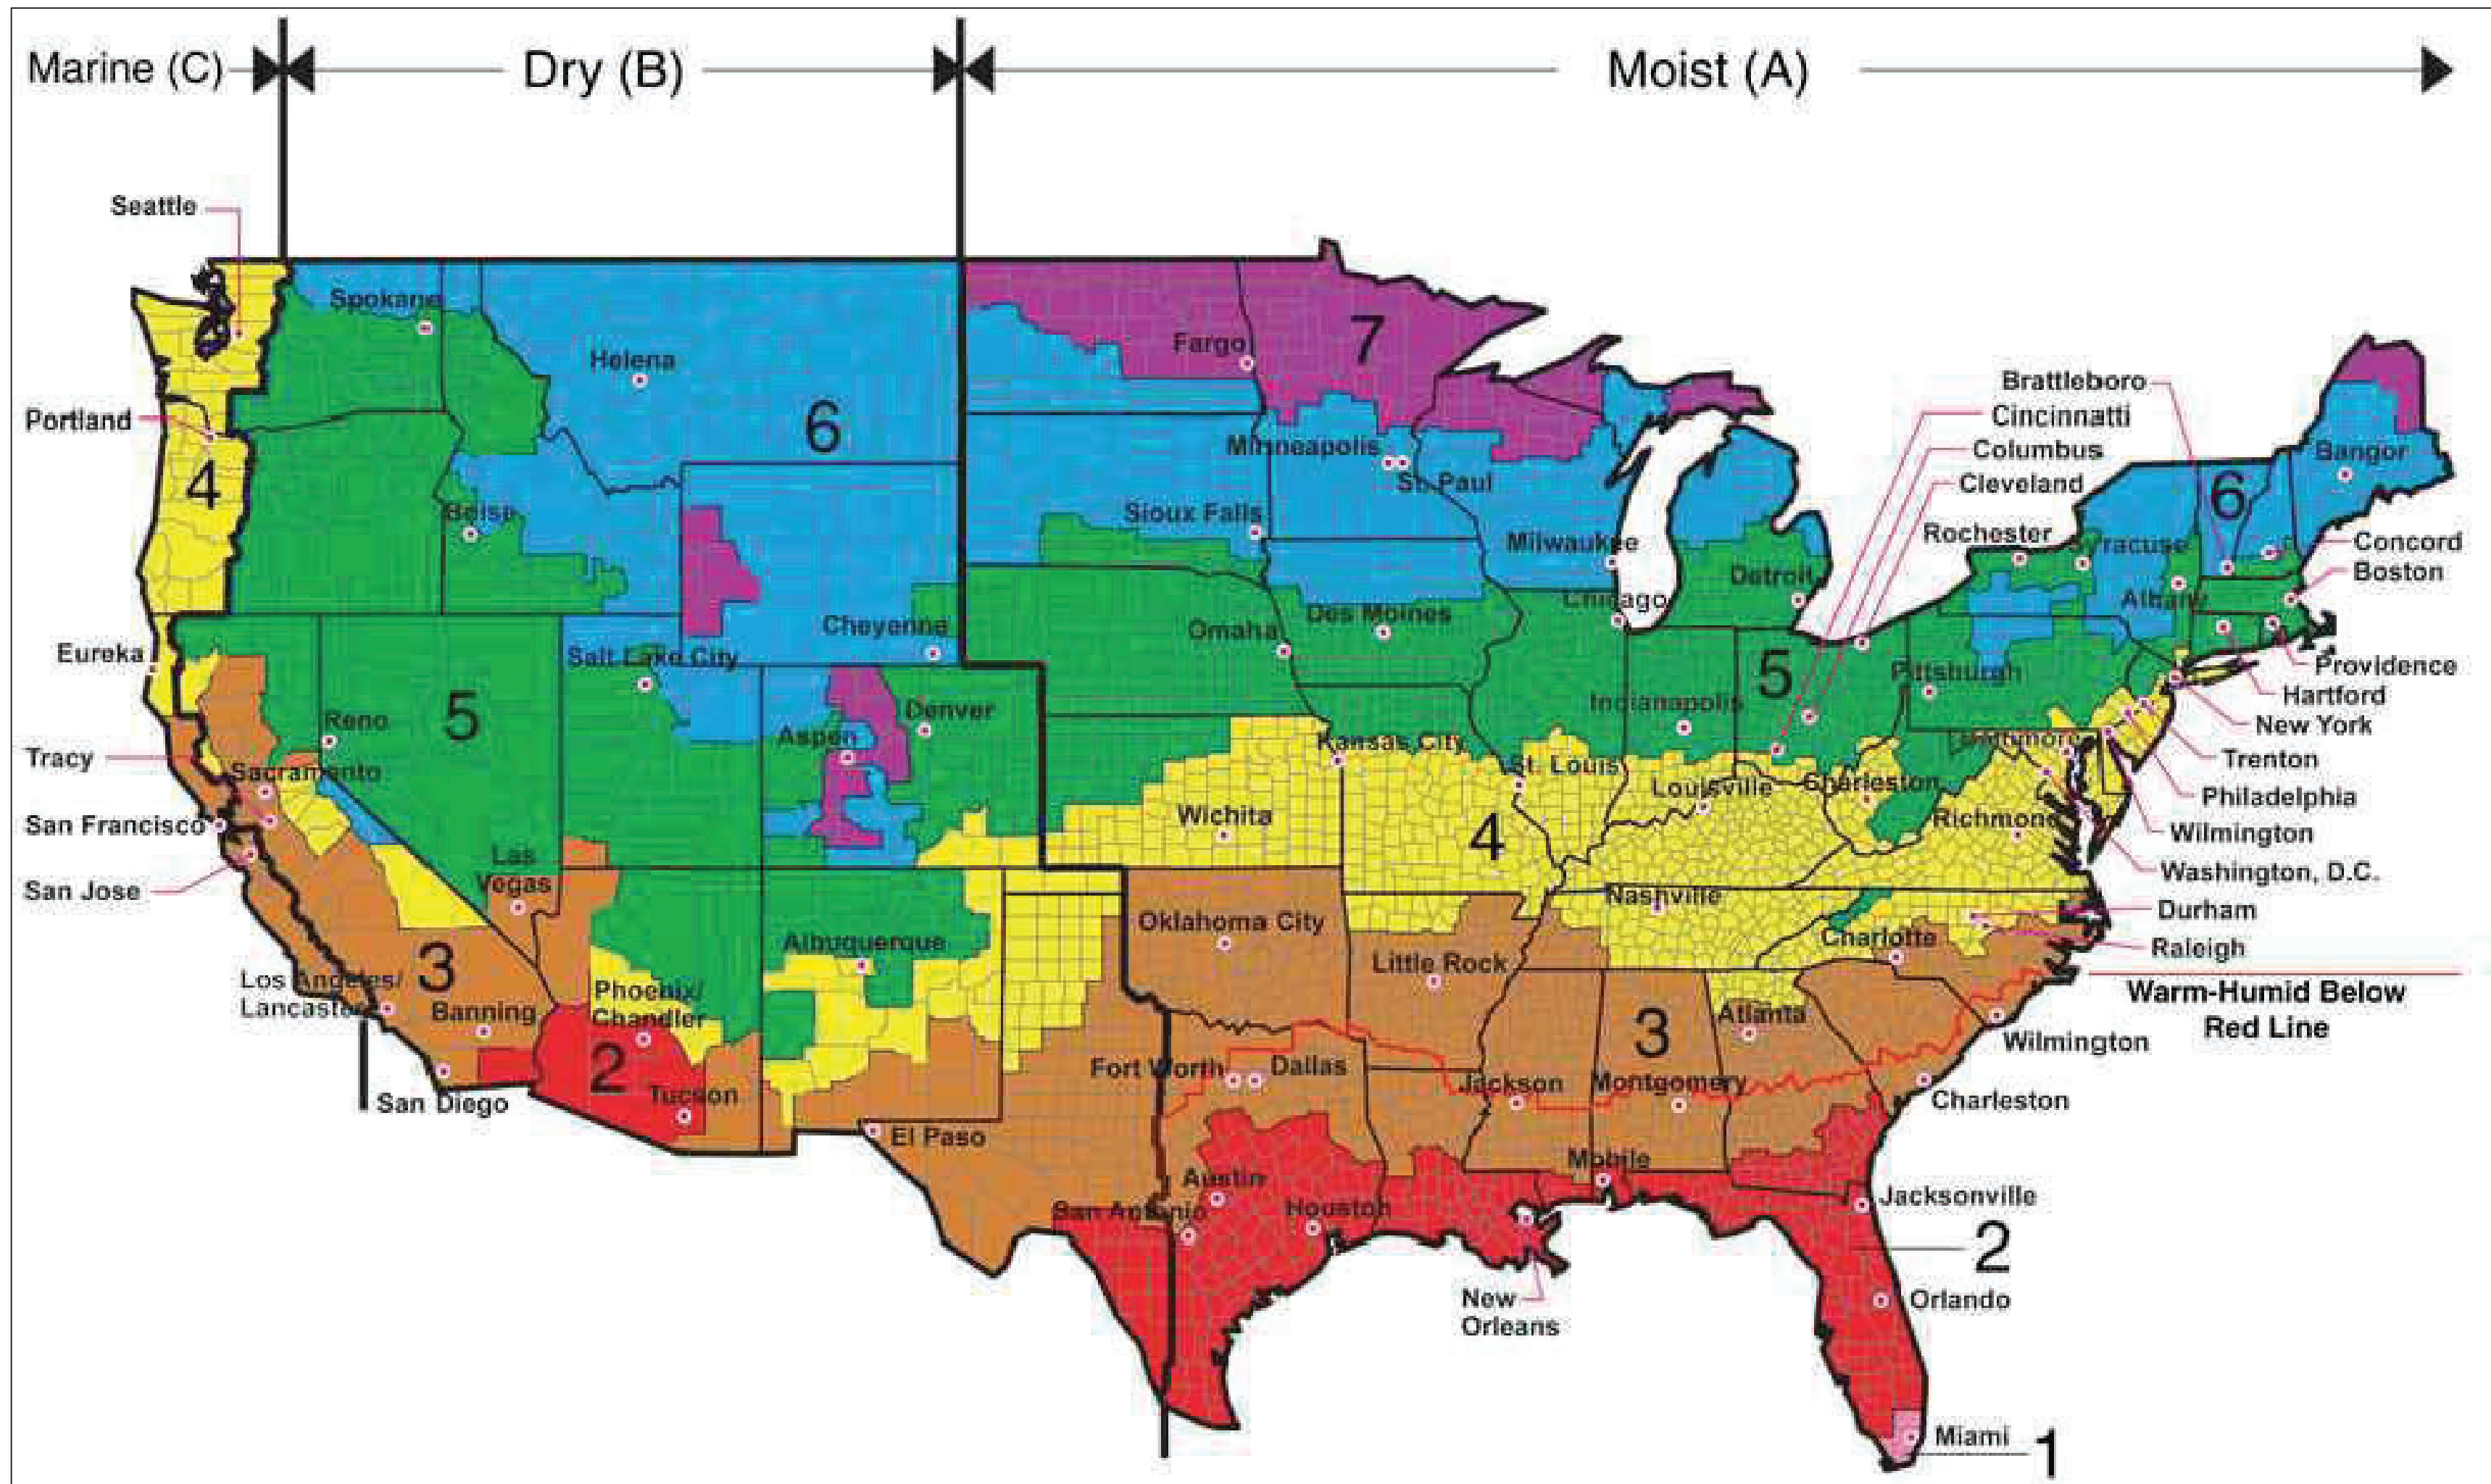 Marine (C)
Dry (B)
Moist (A)
Seattle
Spokane
Helena
Fargo
7
6
Portland
4
Boise
Minneapolis
St. Paul
Sioux Falls
Milwaukee
Brattleboro
Cincinnatti
Columbus
Cleveland
Rochester
Bangor
6
Concord
Boston
Detroit
Chicago
Albany
Eureka
Cheyenne
Salt Lake City
Omaha
Des Moines
Providence
Hartford
New York
Trenton
Philadelphia
Wilmington
Washington, D.C.
Pittsburgh
5
Indianapolis
Reno
5
Aspen
Denver
Kansas City
St. Louis
Louisville
Charleston
Richmond
Tracy
Sacramento
San Francisco
San Jose
Las
Vegas
Wichita
4
Nashville
Durham
Raleigh
Charlotte
Oklahoma City
Albuquerque
Little Rock
3
Los Angeles/
Lancaster
Banning
Phoenix/
Chandler
2
Tucson
San Diego
El Paso
Fort Worth
Dallas
Jackson
Montgomery
3
Atlanta
Warm-Humid Below
Red Line
Wilmington
Charleston
Mobile
Austin
San Antonio
Houston
New
Orleans
Jacksonville
2
Orlando
Miami
1